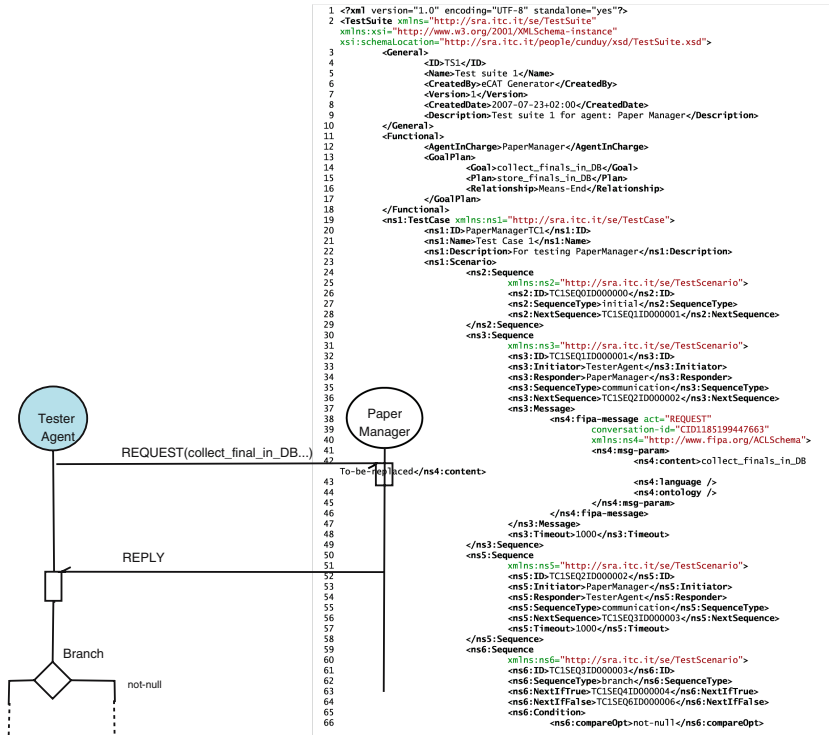 1 <?xml version="1.0" encoding="UTF-8" standalone="yes"?>
2 <TestSuite xmlns="http://sra.itc.it/se/TestSuite"
xmlns:xsi="http://www.w3.org/2001/XMLSchema-instance"
xsi:schemaLocation="http://sra.itc.it/people/cunduy/xsd/TestSuite.xsd">
3 <General>
4 <ID>TS1</ID>
5 <Name>Test suite 1</Name>
6 <CreatedBy>eCAT Generator</CreatedBy>
7 <Version>1</Version>
8 <CreatedDate>2007-07-23+02:00</CreatedDate>
9 <Description>Test suite 1 for agent: Paper Manager</Description>
10 </General>
11 <Functional>
12 <AgentInCharge>PaperManager</AgentInCharge>
13 <GoalPlan>
14 <Goal>collect_finals_in_DB</Goal>
15 <Plan>store_finals_in_DB</Plan>
16 <Relationship>Means-End</Relationship>
17 </GoalPlan>
18 </Functional>
19 <ns1:TestCase xmlns:ns1="http://sra.itc.it/se/TestCase">
20 <ns1:ID>PaperManagerTC1</ns1:ID>
21 <ns1:Name>Test Case 1</ns1:Name>
22 <ns1:Description>For testing PaperManager</ns1:Description>
23 <ns1:Scenario>
24 <ns2:Sequence
25 xmlns:ns2="http://sra.itc.it/se/TestScenario">
26 <ns2:ID>TC1SEQ0ID000000</ns2:ID>
27 <ns2:SequenceType>initial</ns2:SequenceType>
28 <ns2:NextSequence>TC1SEQ1ID000001</ns2:NextSequence>
29 </ns2:Sequence>
30 <ns3:Sequence
31 xmlns:ns3="http://sra.itc.it/se/TestScenario">
32 <ns3:ID>TC1SEQ1ID000001</ns3:ID>
33 <ns3:Initiator>TesterAgent</ns3:Initiator>
34 <ns3:Responder>PaperManager</ns3:Responder>
35 <ns3:SequenceType>communication</ns3:SequenceType>
36 <ns3:NextSequence>TC1SEQ2ID000002</ns3:NextSequence>
37 <ns3:Message>
38 <ns4:fipa-message act="REQUEST"
39 conversation-id="CID1185199447663"
40 xmlns:ns4="http://www.fipa.org/ACLSchema">
41 <ns4:msg-param>
42 <ns4:content>collect_finals_in_DB
To-be-replaced</ns4:content>
43 <ns4:language />
44 <ns4:ontology />
45 </ns4:msg-param>
46 </ns4:fipa-message>
47 </ns3:Message>
48 <ns3:Timeout>1000</ns3:Timeout>
49 </ns3:Sequence>
50 <ns5:Sequence
51 xmlns:ns5="http://sra.itc.it/se/TestScenario">
52 <ns5:ID>TC1SEQ2ID000002</ns5:ID>
53 <ns5:Initiator>PaperManager</ns5:Initiator>
54 <ns5:Responder>TesterAgent</ns5:Responder>
55 <ns5:SequenceType>communication</ns5:SequenceType>
56 <ns5:NextSequence>TC1SEQ3ID000003</ns5:NextSequence>
57 <ns5:Timeout>1000</ns5:Timeout>
58 </ns5:Sequence>
59 <ns6:Sequence
60 xmlns:ns6="http://sra.itc.it/se/TestScenario">
61 <ns6:ID>TC1SEQ3ID000003</ns6:ID>
62 <ns6:SequenceType>branch</ns6:SequenceType>
63 <ns6:NextIfTrue>TC1SEQ4ID000004</ns6:NextIfTrue>
64 <ns6:NextIfFalse>TC1SEQ6ID000006</ns6:NextIfFalse>
65 <ns6:Condition>
66 <ns6:compareOpt>not-null</ns6:compareOpt>
Tester
Agent
Paper
Manager
REQUEST(collect_final_in_DB...)
REPLY
Branch
not-null